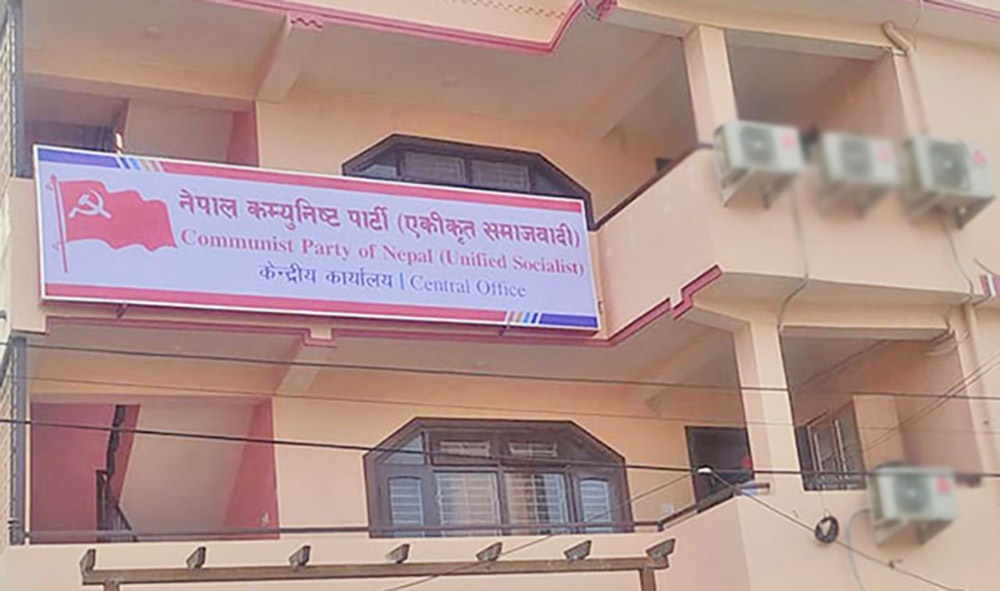 नेपाल कम्युनिष्ट पार्टी (एकीकृत समाजवादी)
Communist Party of Nepal (Unified Socialist)
केन्द्रीय कार्यालय | Central Office